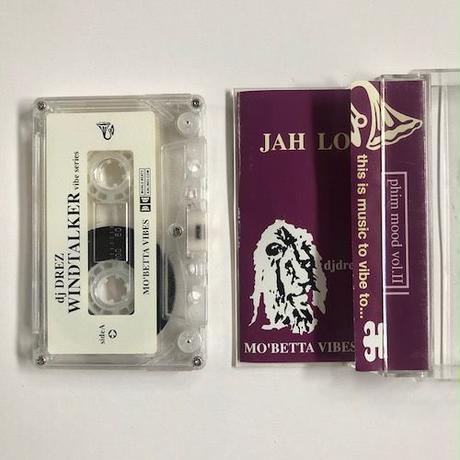 dj DREZ
WINDTALKER vibe series
MO'BETTA VIBES
side:A
JAH LO
djdre
MO'BETTA VIBES
this is music to vibe to...
phim mood vol.II